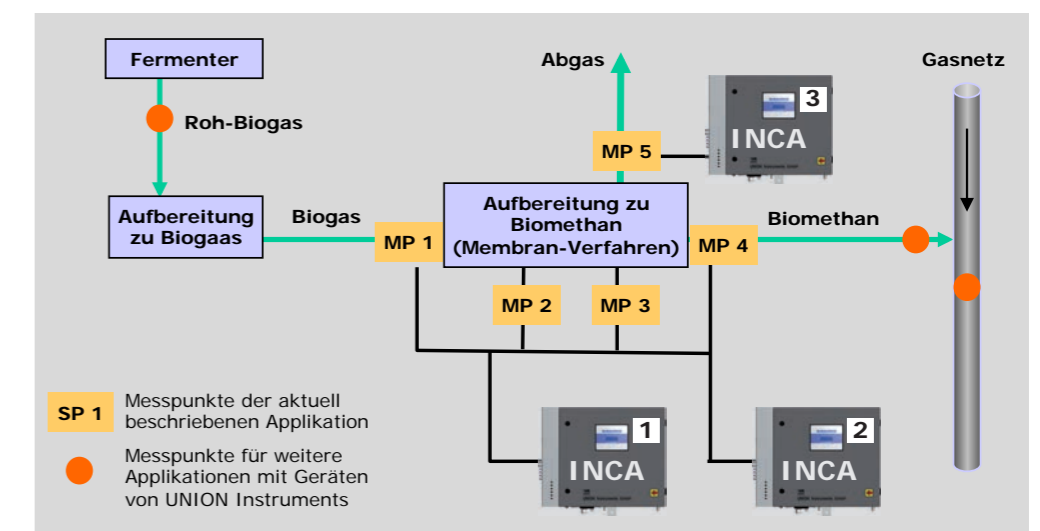 Fermenter
Abgas
Gasnetz
3
INCA
Roh-Biogas
MP 5
Aufbereitung
zu Biogaas
Biogas
MP 1
Aufbereitung zu
Biomethan
(Membran-Verfahren)
MP 4
Biomethan
MP 2
MP 3
SP 1
Messpunkte der aktuell
beschriebenen Applikation
Messpunkte für weitere
Applikationen mit Geräten
von UNION Instruments
1
INCA
2
INCA